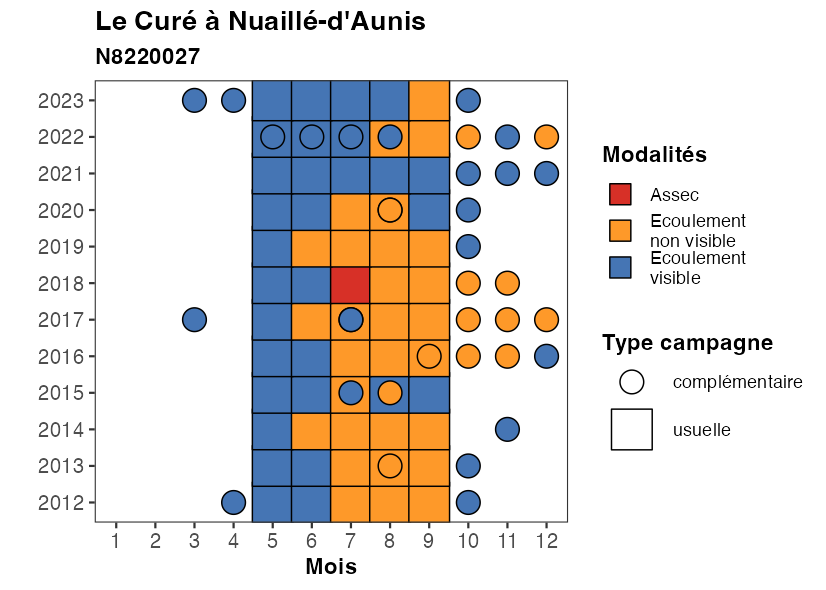 Le Curé à Nuaillé-d'Aunis
N8220027
2023
2022
2021
2020
2019
2018
2017
2016
2015
2014
2013
2012
1 2 3 4 5 6 7 8 9 10 11 12
Mois
Modalités
Assec
Ecoulement
non visible
Ecoulement
visible
Type campagne
complémentaire
usuelle